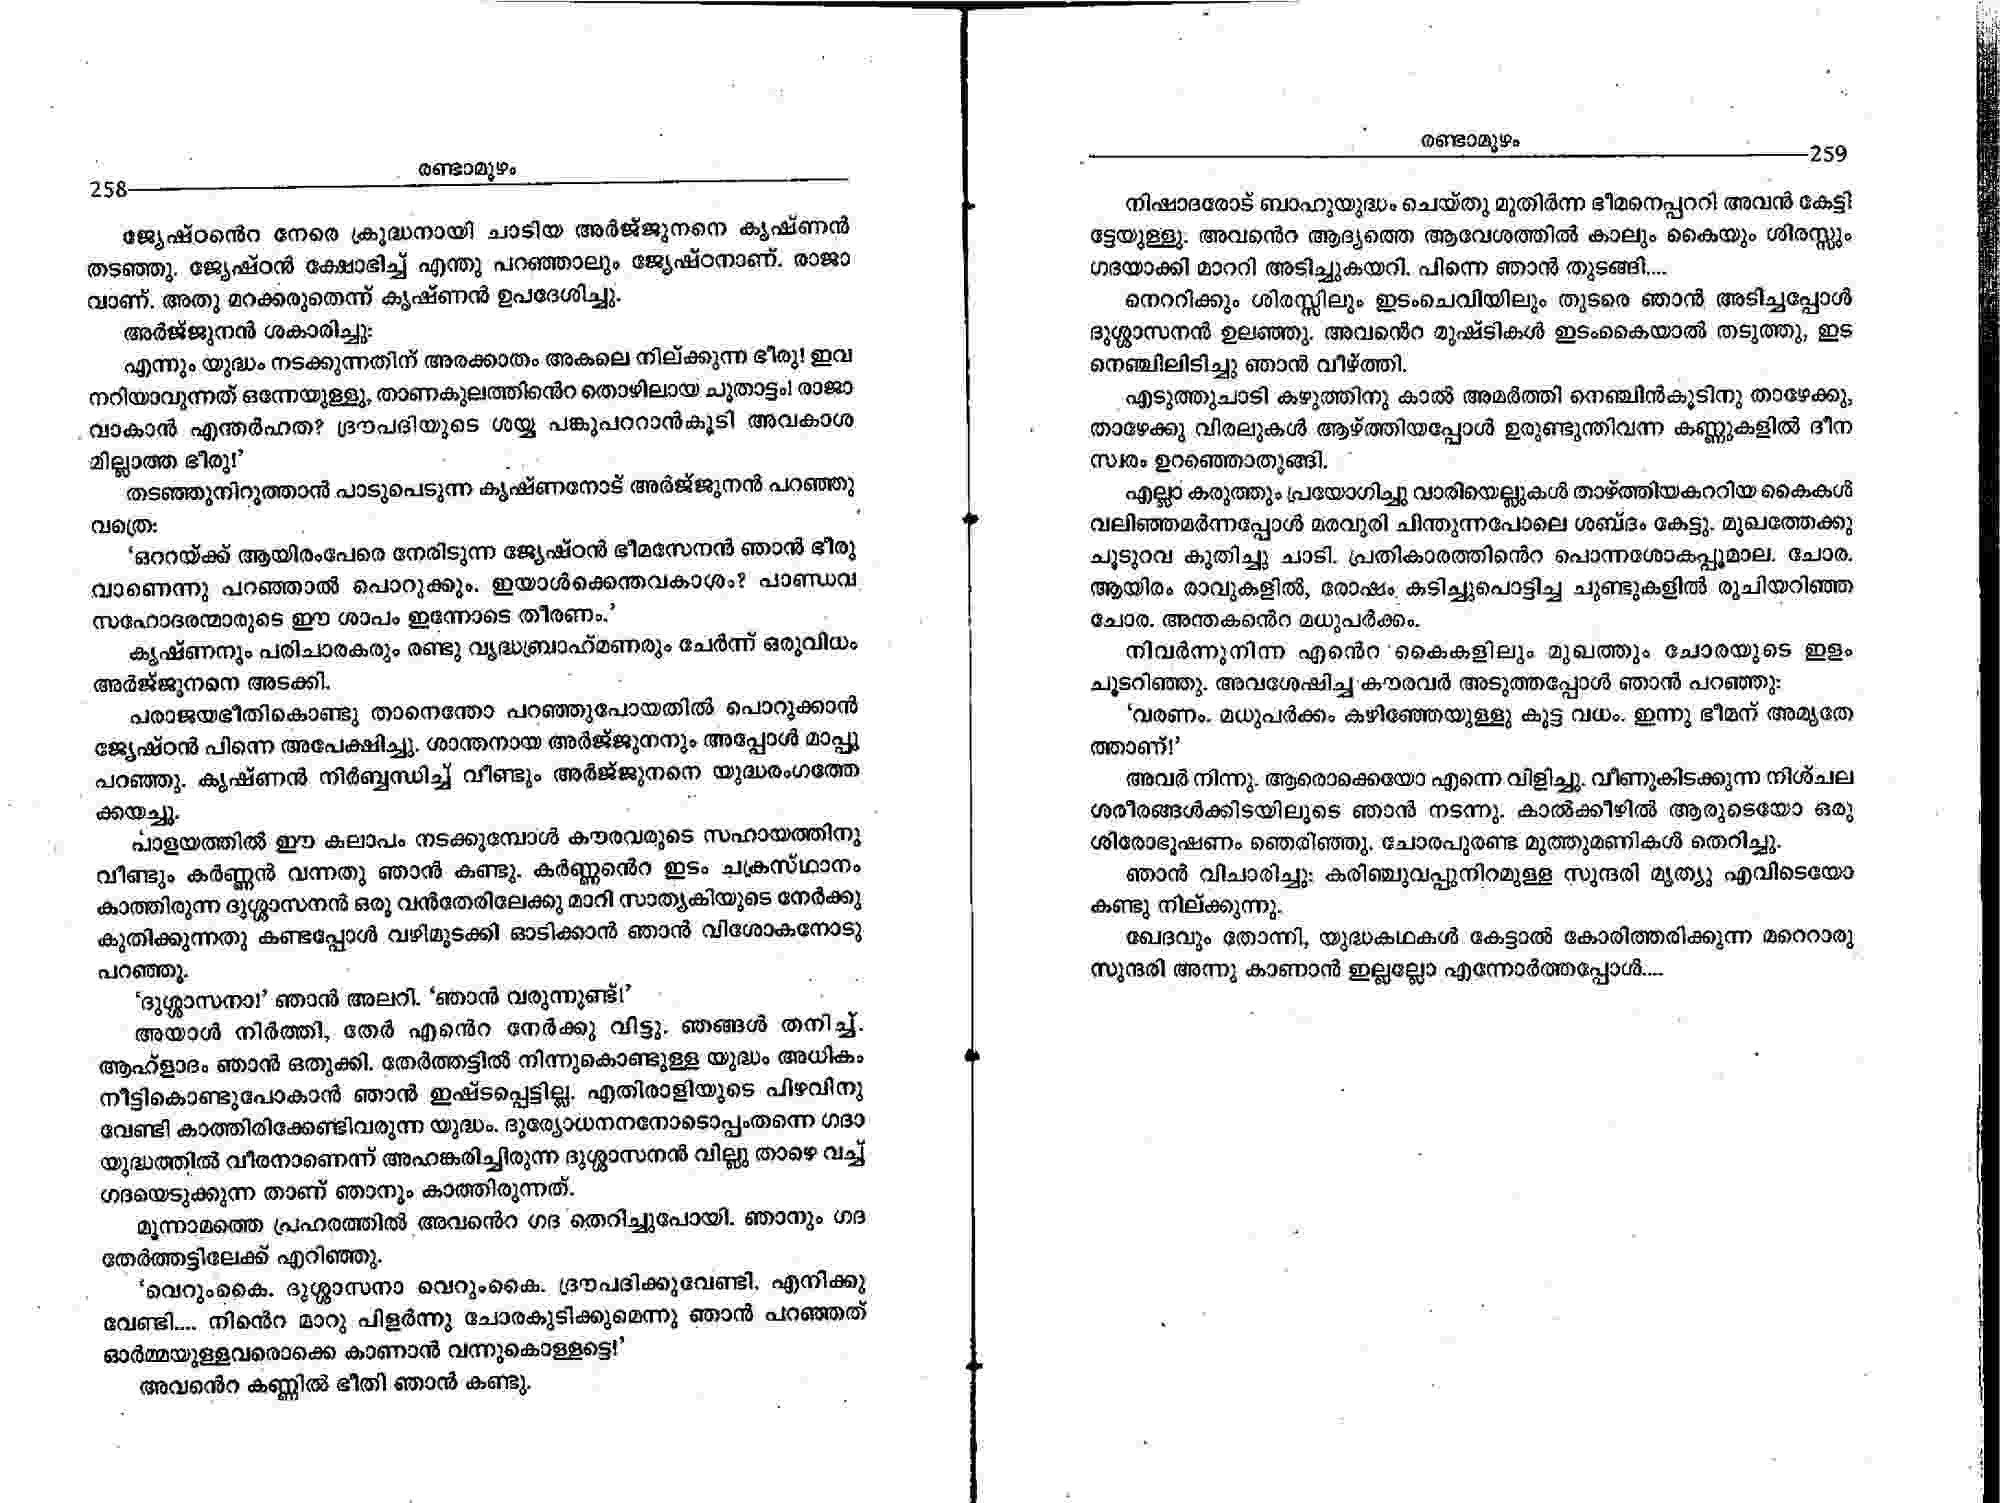 രണ്ടാമൂഴം
258
ജ്യേഷ്ഠൻെറ നേരെ ക്രുദ്ധനായി ചാടിയ അർജ്ജുനനെ കൃഷ്ണൻ
തടഞ്ഞു. ജ്യേഷ്ഠൻ ക്ഷോഭിച്ച് എന്തു പറഞ്ഞാലും ജ്യേഷ്ഠനാണ്. രാജാ
വാണ്. അതു മറക്കരുതെന്ന് കൃഷ്ണൻ ഉപദേശിച്ചു.
അർജ്ജുനൻ ശകാരിച്ചു:
എന്നും യുദ്ധം നടക്കുന്നതിന് അരക്കാതം അകലെ നില്ക്കുന്ന ഭീരു! ഇവ
നറിയാവുന്നത് ഒന്നേയുള്ളു, താണകുലത്തിൻെറ തൊഴിലായ ചൂതാട്ടം! രാജാ
വാകാൻ എന്തർഹത? ദ്രൗപദിയുടെ ശയ്യ പങ്കുപററാൻകൂടി അവകാശ
മില്ലാത്ത ഭീരു!’
തടഞ്ഞുനിറുത്താൻ പാടുപെടുന്ന കൃഷ്ണനോട് അർജ്ജുനൻ പറഞ്ഞു
വത്രെ:
‘ഒററയ്ക്ക് ആയിരംപേരെ നേരിടുന്ന ജ്യേഷ്ഠൻ ഭീമസേനൻ ഞാൻ ഭീരു
വാണെന്നു പറഞ്ഞാൽ പൊറുക്കും. ഇയാൾക്കെന്തവകാശം? പാണ്ഡവ
സഹോദരന്മാരുടെ ഈ ശാപം ഇന്നോടെ തീരണം.’
കൃഷ്ണനും പരിചാരകരും രണ്ടു വൃദ്ധബ്രാഹ്മണരും ചേർന്ന് ഒരുവിധം
അർജ്ജുനനെ അടക്കി.
പരാജയഭീതികൊണ്ടു താനെന്തോ പറഞ്ഞുപോയതിൽ പൊറുക്കാൻ
ജ്യേഷ്ഠൻ പിന്നെ അപേക്ഷിച്ചു. ശാന്തനായ അർജ്ജുനനും അപ്പോൾ മാപ്പു
പറഞ്ഞു. കൃഷ്ണൻ നിർബ്ബന്ധിച്ച് വീണ്ടും അർജ്ജുനനെ യുദ്ധരംഗത്തേ
ക്കയച്ചു.
പാളയത്തിൽ ഈ കലാപം നടക്കുമ്പോൾ കൗരവരുടെ സഹായത്തിനു
വീണ്ടും കർണ്ണൻ വന്നതു ഞാൻ കണ്ടു. കർണ്ണൻെറ ഇടം ചക്രസ്ഥാനം
കാത്തിരുന്ന ദുശ്ശാസനൻ ഒരു വൻതേരിലേക്കു മാറി സാത്യകിയുടെ നേർക്കു
കുതിക്കുന്നതു കണ്ടപ്പോൾ വഴിമുടക്കി ഓടിക്കാൻ ഞാൻ വിശോകനോടു
പറഞ്ഞു.
‘ദുശ്ശാസനാ!’ ഞാൻ അലറി. ‘ഞാൻ വരുന്നുണ്ട്!’
അയാൾ നിർത്തി, തേർ എൻെറ നേർക്കു വിട്ടു. ഞങ്ങൾ തനിച്ച്.
ആഹ്ളാദം ഞാൻ ഒതുക്കി. തേർത്തട്ടിൽ നിന്നുകൊണ്ടുള്ള യുദ്ധം അധികം
നീട്ടികൊണ്ടുപോകാൻ ഞാൻ ഇഷ്ടപ്പെട്ടില്ല. എതിരാളിയുടെ പിഴവിനു
വേണ്ടി കാത്തിരിക്കേണ്ടിവരുന്ന യുദ്ധം. ദുര്യോധനനനോടൊപ്പംതന്നെ ഗദാ
യുദ്ധത്തിൽ വീരനാണെന്ന് അഹങ്കരിച്ചിരുന്ന ദുശ്ശാസനൻ വില്ലു താഴെ വച്ച്
ഗദയെടുക്കുന്ന താണ് ഞാനും കാത്തിരുന്നത്.
മൂന്നാമത്തെ പ്രഹരത്തിൽ അവൻെറ ഗദ തെറിച്ചുപോയി. ഞാനും ഗദ
തേർത്തട്ടിലേക്ക് എറിഞ്ഞു.
‘വെറുംകൈ. ദുശ്ശാസനാ വെറുംകൈ. ദ്രൗപദിക്കുവേണ്ടി. എനിക്കു
വേണ്ടി.... നിൻെറ മാറു പിളർന്നു ചോരകുടിക്കുമെന്നു ഞാൻ പറഞ്ഞത്
ഓർമ്മയുള്ളവരൊക്കെ കാണാൻ വന്നുകൊള്ളട്ടെ!’
അവൻെറ കണ്ണിൽ ഭീതി ഞാൻ കണ്ടു.
രണ്ടാമൂഴം
259
നിഷാദരോട് ബാഹുയുദ്ധം ചെയ്തു മുതിർന്ന ഭീമനെപ്പററി അവൻ കേട്ടി
ട്ടേയുള്ളു. അവൻെറ ആദ്യത്തെ ആവേശത്തിൽ കാലും കൈയും ശിരസ്സും
ഗദയാക്കി മാററി അടിച്ചുകയറി. പിന്നെ ഞാൻ തുടങ്ങി....
നെററിക്കും ശിരസ്സിലും ഇടംചെവിയിലും തുടരെ ഞാൻ അടിച്ചപ്പോൾ
ദുശ്ശാസനൻ ഉലഞ്ഞു. അവൻെറ മുഷ്ടികൾ ഇടംകൈയാൽ തടുത്തു, ഇട
നെഞ്ചിലിടിച്ചു ഞാൻ വീഴ്ത്തി.
എടുത്തുചാടി കഴുത്തിനു കാൽ അമർത്തി നെഞ്ചിൻകൂടിനു താഴേക്കു,
താഴേക്കു വിരലുകൾ ആഴ്ത്തിയപ്പോൾ ഉരുണ്ടുന്തിവന്ന കണ്ണുകളിൽ ദീന
സ്വരം ഉറഞ്ഞൊതുങ്ങി.
എല്ലാ കരുത്തും പ്രയോഗിച്ചു വാരിയെല്ലുകൾ താഴ്ത്തിയകററിയ കൈകൾ
വലിഞ്ഞമർന്നപ്പോൾ മരവുരി ചിന്തുന്നപോലെ ശബ്ദം കേട്ടു. മുഖത്തേക്കു
ചൂടുറവ കുതിച്ചു ചാടി. പ്രതികാരത്തിൻെറ പൊന്നശോകപ്പൂമാല. ചോര.
ആയിരം രാവുകളിൽ, രോഷം കടിച്ചുപൊട്ടിച്ച ചുണ്ടുകളിൽ രുചിയറിഞ്ഞ
ചോര. അന്തകൻെറ മധുപർക്കം.
നിവർന്നുനിന്ന എൻെറ കൈകളിലും മുഖത്തും ചോരയുടെ ഇളം
ചൂടറിഞ്ഞു. അവശേഷിച്ച കൗരവർ അടുത്തപ്പോൾ ഞാൻ പറഞ്ഞു:
‘വരണം. മധുപർക്കം കഴിഞ്ഞേയുള്ളു കൂട്ട വധം. ഇന്നു ഭീമന് അമൃതേ
ത്താണ്!’
അവർ നിന്നു. ആരൊക്കെയോ എന്നെ വിളിച്ചു. വീണുകിടക്കുന്ന നിശ്ചല
ശരീരങ്ങൾക്കിടയിലൂടെ ഞാൻ നടന്നു. കാൽക്കീഴിൽ ആരുടെയോ ഒരു
ശിരോഭൂഷണം ഞെരിഞ്ഞു. ചോരപുരണ്ട മുത്തുമണികൾ തെറിച്ചു.
ഞാൻ വിചാരിച്ചു: കരിഞ്ചുവപ്പുനിറമുള്ള സുന്ദരി മൃത്യു എവിടെയോ
കണ്ടു നില്ക്കുന്നു.
ഖേദവും തോന്നി, യുദ്ധകഥകൾ കേട്ടാൽ കോരിത്തരിക്കുന്ന മറെറാരു
സുന്ദരി അന്നു കാണാൻ ഇല്ലല്ലോ എന്നോർത്തപ്പോൾ....